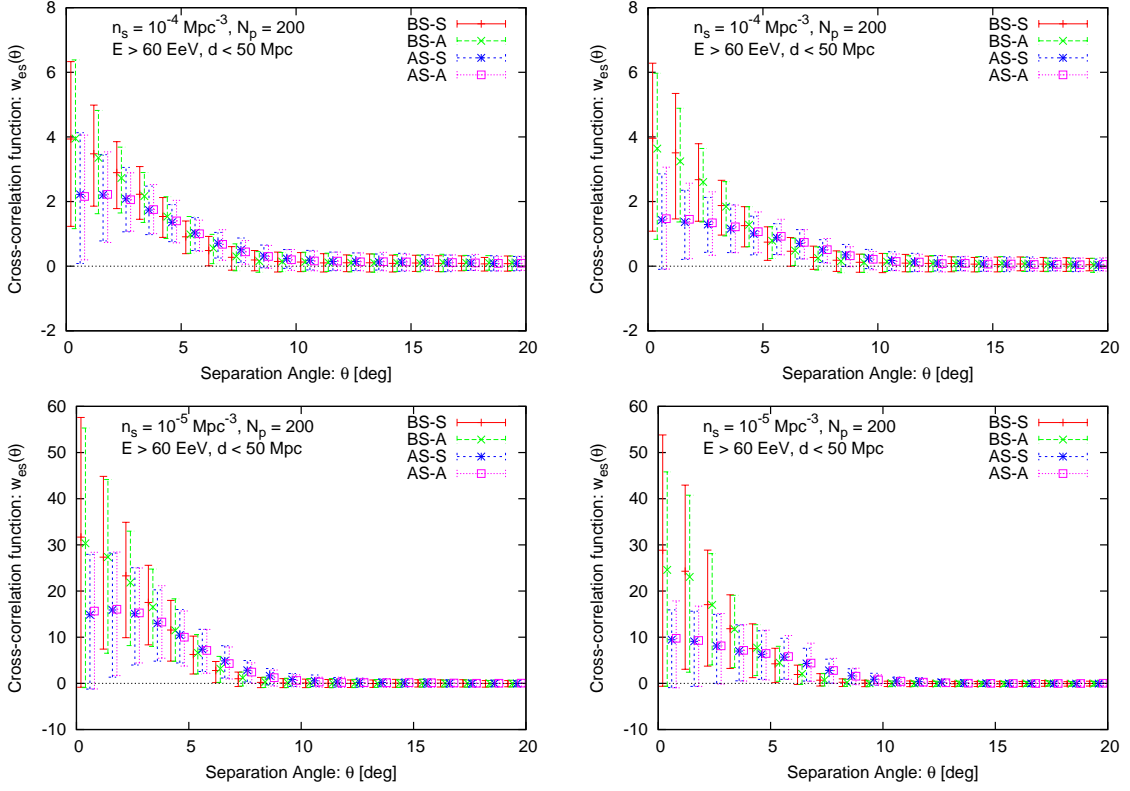 Cross-correlation function: w_es(θ)
8
6
4
2
0
-2
n_s = 10^-4 Mpc^-3, N_p = 200
E > 60 EeV, d < 50 Mpc
BS-S
BS-A
AS-S
AS-A
0 5 10 15 20
Separation Angle: θ [deg]
Cross-correlation function: w_es(θ)
8
6
4
2
0
-2
n_s = 10^-4 Mpc^-3, N_p = 200
E > 60 EeV, d < 50 Mpc
BS-S
BS-A
AS-S
AS-A
0 5 10 15 20
Separation Angle: θ [deg]
Cross-correlation function: w_es(θ)
60
50
40
30
20
10
0
-10
n_s = 10^-5 Mpc^-3, N_p = 200
E > 60 EeV, d < 50 Mpc
BS-S
BS-A
AS-S
AS-A
0 5 10 15 20
Separation Angle: θ [deg]
Cross-correlation function: w_es(θ)
60
50
40
30
20
10
0
-10
n_s = 10^-5 Mpc^-3, N_p = 200
E > 60 EeV, d < 50 Mpc
BS-S
BS-A
AS-S
AS-A
0 5 10 15 20
Separation Angle: θ [deg]